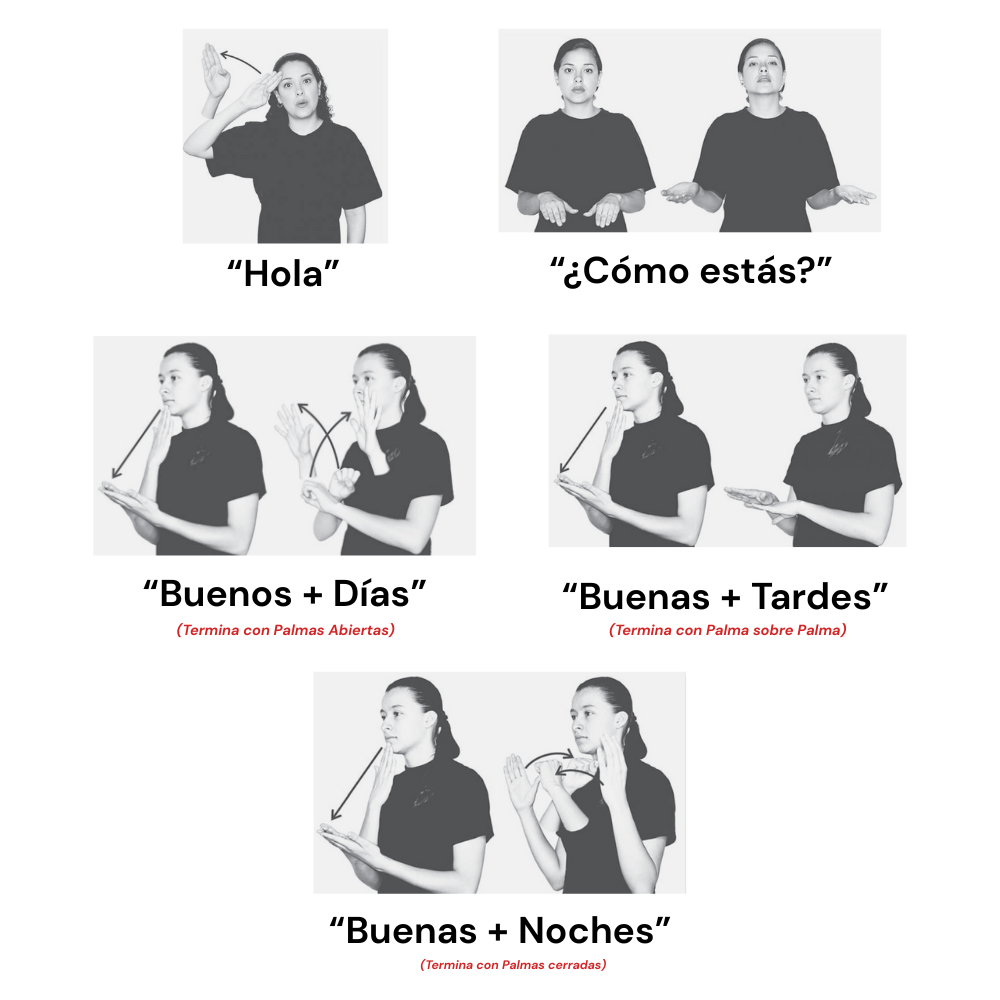 “Hola”
“¿Cómo estás?”
“Buenos + Días”
(Termina con Palmas Abiertas)
“Buenas + Tardes”
(Termina con Palma sobre Palma)
“Buenas + Noches”
(Termina con Palmas cerradas)